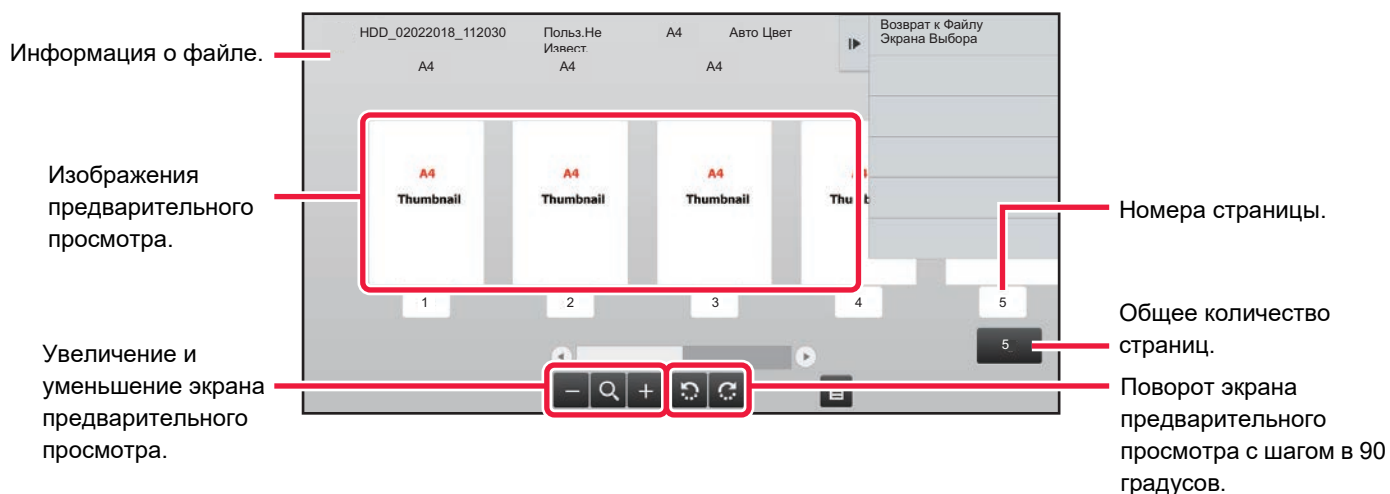 Информация о файле.
HDD_02022018_112030 Польз.Не Извест. A4 Авто Цвет
A4 A4 A4
Возврат к Файлу
Экрана Выбора
Изображения
предварительного
просмотра.
A4 A4 A4
Thumbnail Thumbnail Thumbnail
1 2 3 4 5
Номера страницы.
5
Общее количество
страниц.
Увеличение и
уменьшение экрана
предварительного
просмотра.
Поворот экрана
предварительного
просмотра с шагом в 90
градусов.